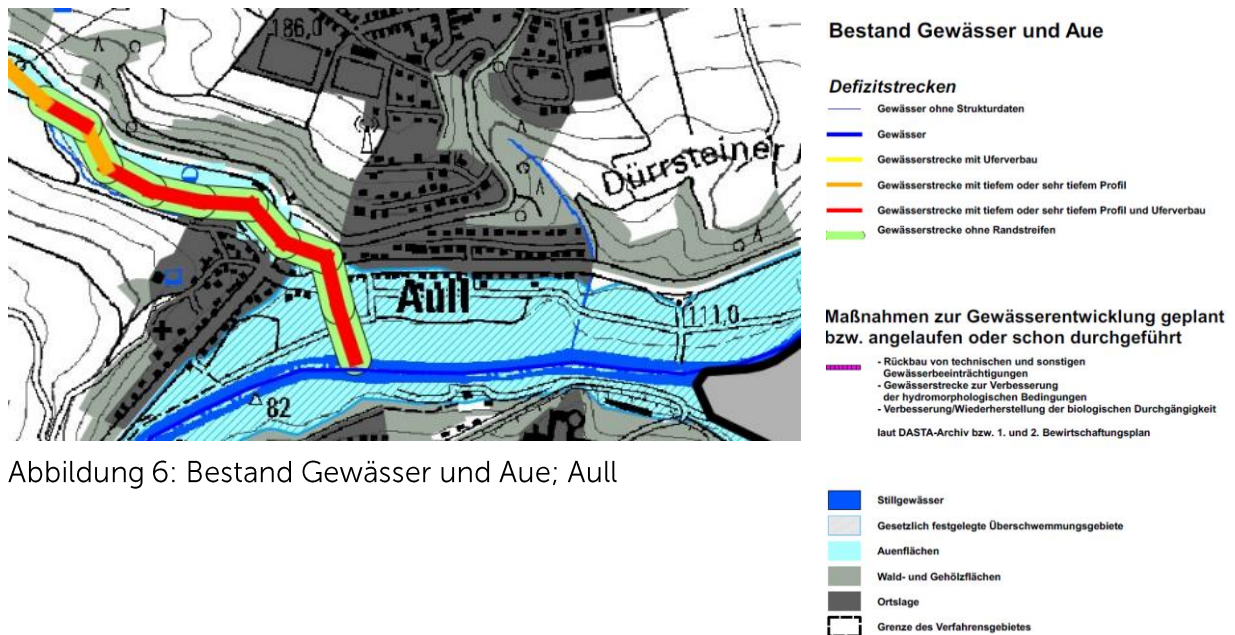 186,0
Dürrsteiner
Aull
111,0
82
Abbildung 6: Bestand Gewässer und Aue; Aull
Bestand Gewässer und Aue
Defizitstrecken
Gewässer ohne Strukturdaten
Gewässer
Gewässerstrecke mit Uferverbau
Gewässerstrecke mit tiefem oder sehr tiefem Profil
Gewässerstrecke mit tiefem oder sehr tiefem Profil und Uferverbau
Gewässerstrecke ohne Randstreifen
Maßnahmen zur Gewässerentwicklung geplant
bzw. angelaufen oder schon durchgeführt
- Rückbau von technischen und sonstigen
Gewässerbeeinträchtigungen
- Gewässerstrecke zur Verbesserung
der hydromorphologischen Bedingungen
- Verbesserung/Wiederherstellung der biologischen Durchgängigkeit
laut DASTA-Archiv bzw. 1. und 2. Bewirtschaftungsplan
Stillgewässer
Gesetzlich festgelegte Überschwemmungsgebiete
Auenflächen
Wald- und Gehölzflächen
Ortslage
Grenze des Verfahrensgebietes